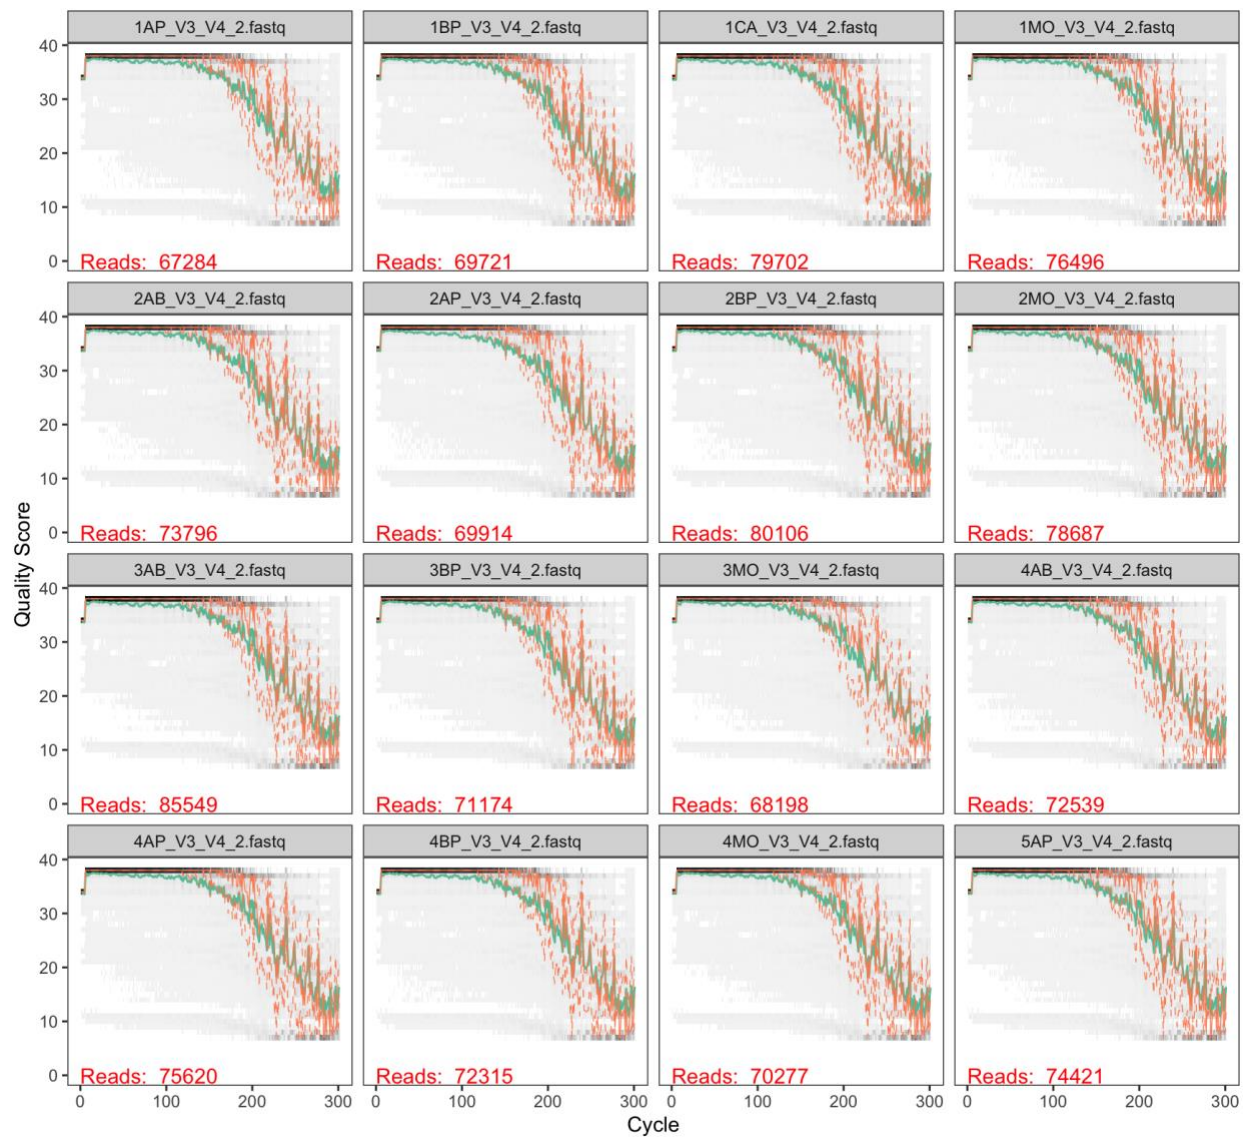 1AP_V3_V4_2.fastq 1BP_V3_V4_2.fastq 1CA_V3_V4_2.fastq 1MO_V3_V4_2.fastq
40
30
20
10
0
Reads: 67284 Reads: 69721 Reads: 79702 Reads: 76496
2AB_V3_V4_2.fastq 2AP_V3_V4_2.fastq 2BP_V3_V4_2.fastq 2MO_V3_V4_2.fastq
40
30
20
10
0
Reads: 73796 Reads: 69914 Reads: 80106 Reads: 78687
Quality Score
3AB_V3_V4_2.fastq 3BP_V3_V4_2.fastq 3MO_V3_V4_2.fastq 4AB_V3_V4_2.fastq
40
30
20
10
0
Reads: 85549 Reads: 71174 Reads: 68198 Reads: 72539
4AP_V3_V4_2.fastq 4BP_V3_V4_2.fastq 4MO_V3_V4_2.fastq 5AP_V3_V4_2.fastq
40
30
20
10
0
Reads: 75620 Reads: 72315 Reads: 70277 Reads: 74421
0 100 200 300 0 100 200 300 0 100 200 300 0 100 200 300
Cycle